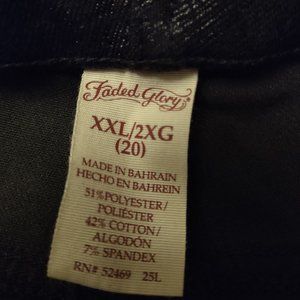 Faded Glory
XXL/2XG
(20)
MADE IN BAHRAIN
HECHO EN BAHREIN
51%POLYESTER/
POLIÉSTER
42% COTTON/
ALGODÓN
7% SPANDEX
RN# 52469 25L